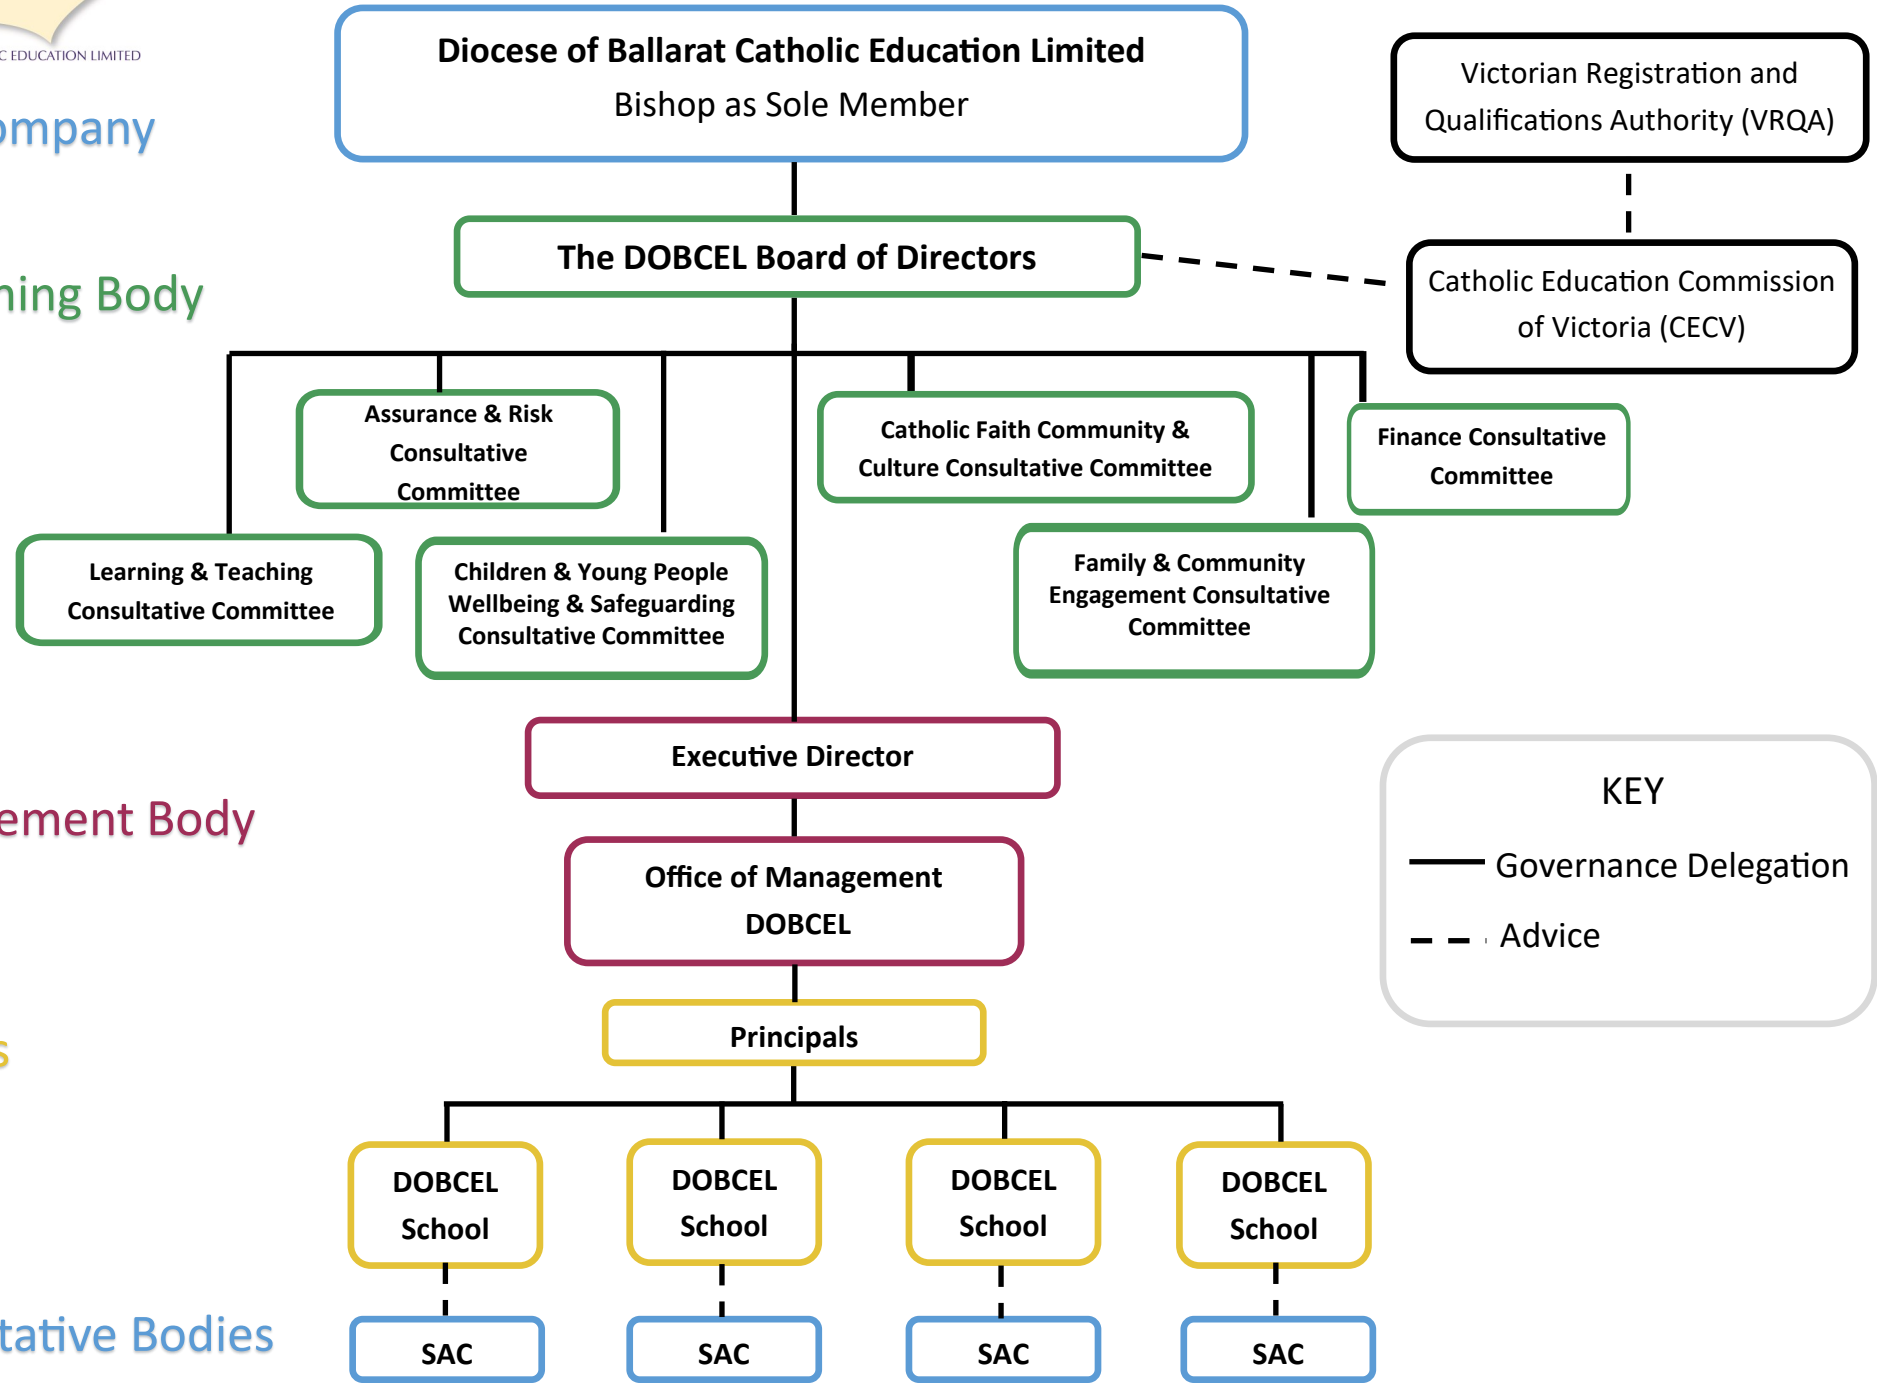 EDUCATION LIMITED
Diocese of Ballarat Catholic Education Limited
Bishop as Sole Member
Victorian Registration and
Qualifications Authority (VRQA)
The DOBCEL Board of Directors
Body
Catholic Education Commission
of Victoria (CECV)
Assurance & Risk
Consultative
Committee
Catholic Faith Community &
Culture Consultative Committee
Finance Consultative
Committee
Learning & Teaching
Consultative Committee
Children & Young People
Wellbeing & Safeguarding
Consultative Committee
Family & Community
Engagement Consultative
Committee
Executive Director
Body
Office of Management
DOBCEL
KEY
Governance Delegation
Advice
Principals
DOBCEL
School
DOBCEL
School
DOBCEL
School
DOBCEL
School
Bodies
SAC
SAC
SAC
SAC